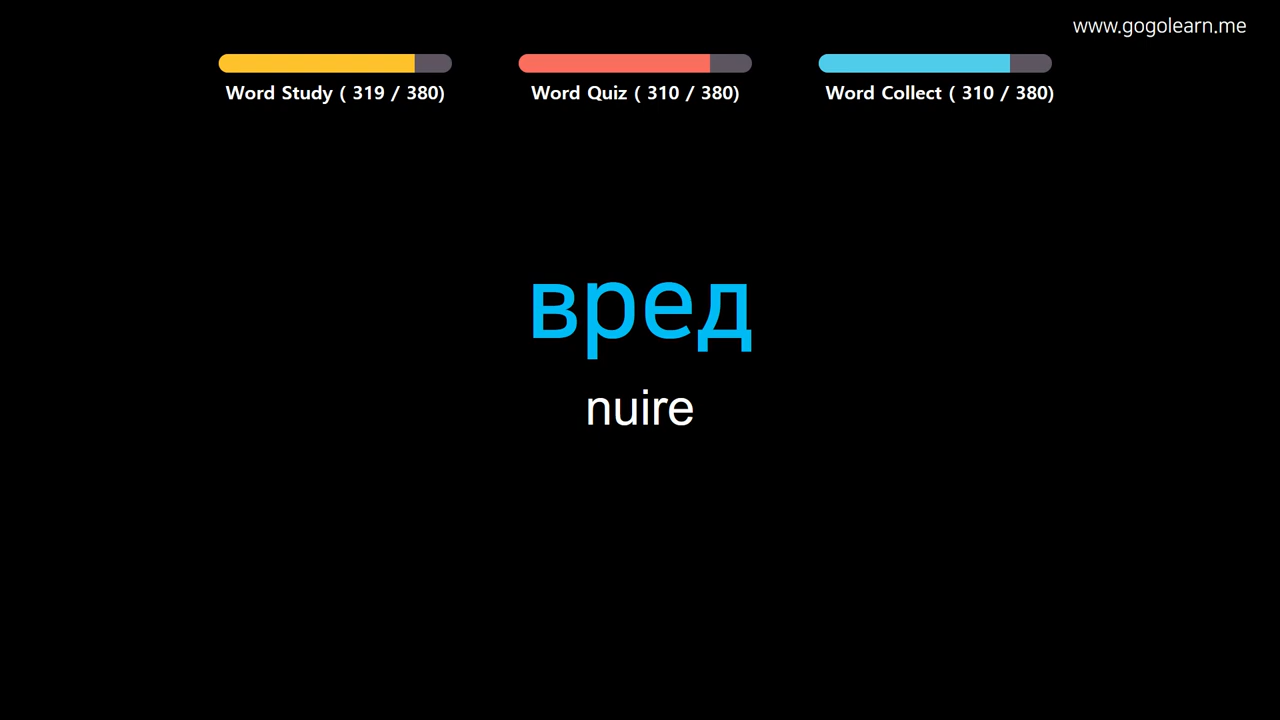 www.gogolearn.me
Word Study ( 319 / 380)
Word Quiz ( 310 / 380)
Word Collect ( 310 / 380)
вред
nuire